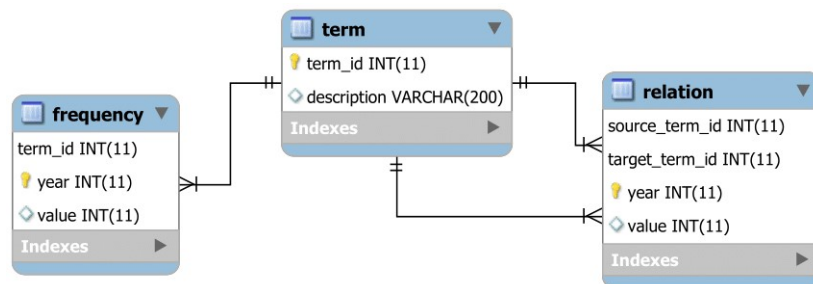 term
term_id INT(11)
description VARCHAR(200)
Indexes
frequency
term_id INT(11)
year INT(11)
value INT(11)
Indexes
relation
source_term_id INT(11)
target_term_id INT(11)
year INT(11)
value INT(11)
Indexes